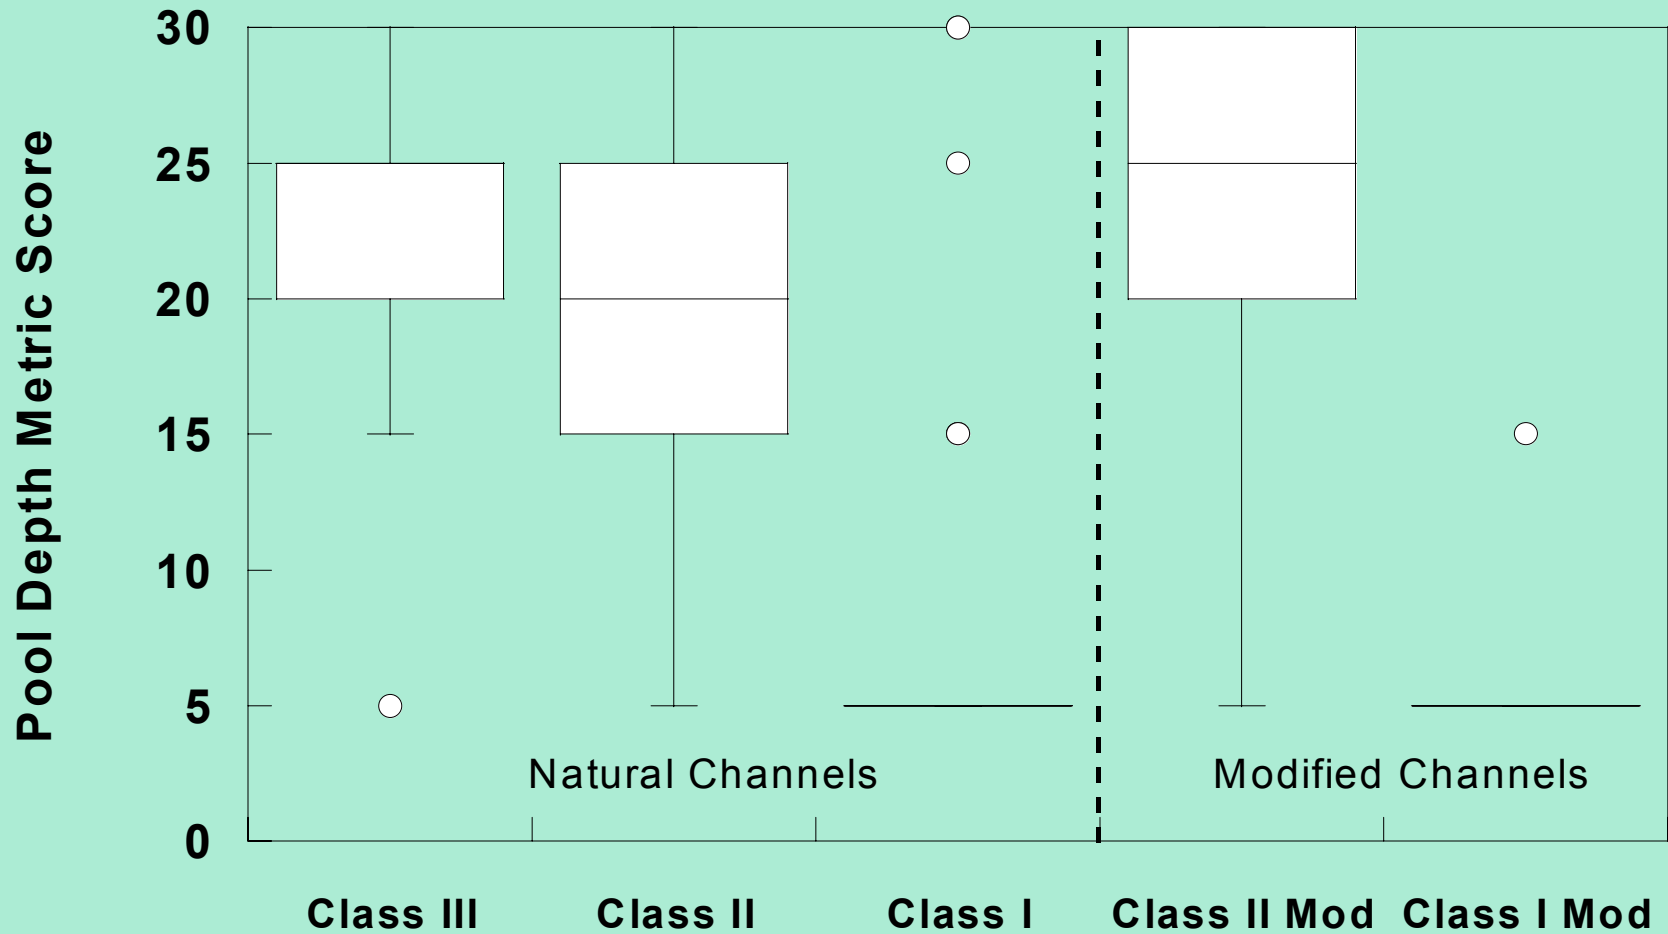 Pool Depth Metric Score
30
25
20
15
10
5
0
Natural Channels
Modified Channels
Class III
Class II
Class I
Class II Mod
Class I Mod